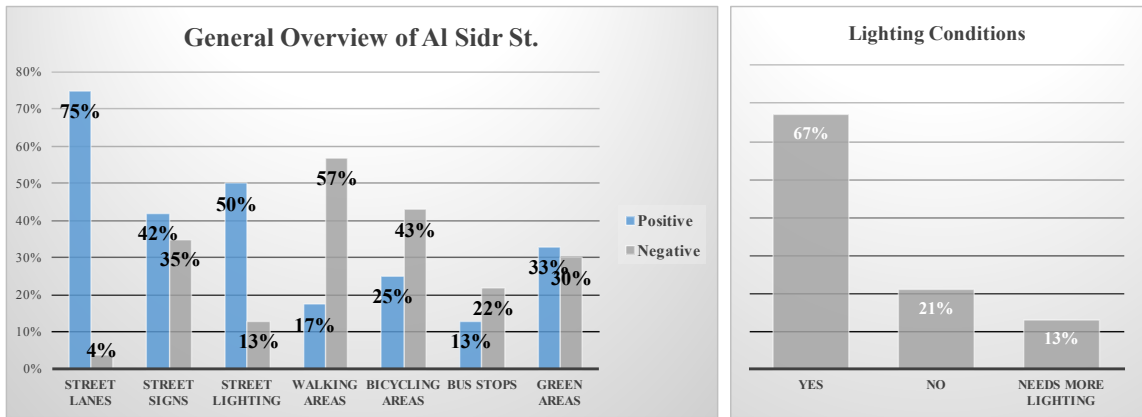 General Overview of Al Sidr St.
80%
70%
60%
50%
40%
30%
20%
10%
0%
75%
4%
42%
35%
50%
13%
17%
57%
25%
43%
13%
22%
33%
30%
STREET
LANES
STREET
SIGNS
STREET
LIGHTING
WALKING
AREAS
BICYCLING
AREAS
BUS STOPS
GREEN
AREAS
Positive
Negative
Lighting Conditions
67%
21%
13%
YES
NO
NEEDS MORE
LIGHTING